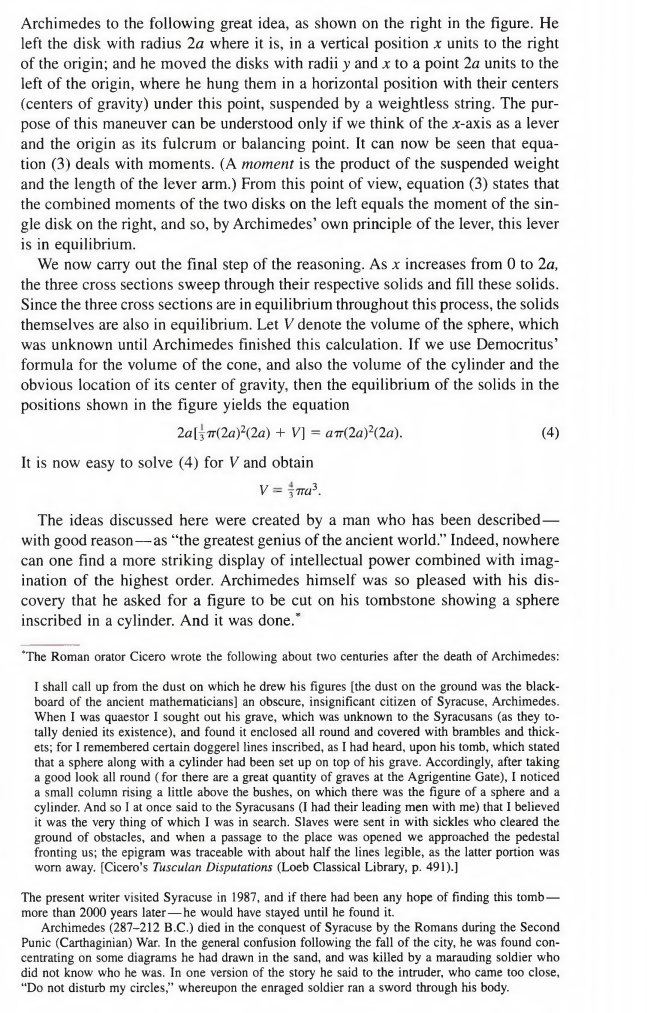 Archimedes to the following great idea, as shown on the right in the figure. He
left the disk with radius 2a where it is, in a vertical position x units to the right
of the origin; and he moved the disks with radii y and x to a point 2a units to the
left of the origin, where he hung them in a horizontal position with their centers
(centers of gravity) under this point, suspended by a weightless string. The pur-
pose of this maneuver can be understood only if we think of the x-axis as a lever
and the origin as its fulcrum or balancing point. It can now be seen that equa-
tion (3) deals with moments. (A moment is the product of the suspended weight
and the length of the lever arm.) From this point of view, equation (3) states that
the combined moments of the two disks on the left equals the moment of the sin-
gle disk on the right, and so, by Archimedes' own principle of the lever, this lever
is in equilibrium.
We now carry out the final step of the reasoning. As x increases from 0 to 2a,
the three cross sections sweep through their respective solids and fill these solids.
Since the three cross sections are in equilibrium throughout this process, the solids
themselves are also in equilibrium. Let V denote the volume of the sphere, which
was unknown until Archimedes finished this calculation. If we use Democritus'
formula for the volume of the cone, and also the volume of the cylinder and the
obvious location of its center of gravity, then the equilibrium of the solids in the
positions shown in the figure yields the equation
2a[⅓π(2a)²(2a) + V] = aπ(2a)²(2a). (4)
It is now easy to solve (4) for V and obtain
V = 4/3 πa³.
The ideas discussed here were created by a man who has been described—
with good reason—as "the greatest genius of the ancient world." Indeed, nowhere
can one find a more striking display of intellectual power combined with imag-
ination of the highest order. Archimedes himself was so pleased with his dis-
covery that he asked for a figure to be cut on his tombstone showing a sphere
inscribed in a cylinder. And it was done.*
*The Roman orator Cicero wrote the following about two centuries after the death of Archimedes:
I shall call up from the dust on which he drew his figures [the dust on the ground was the black-
board of the ancient mathematicians] an obscure, insignificant citizen of Syracuse, Archimedes.
When I was quaestor I sought out his grave, which was unknown to the Syracusans (as they to-
tally denied its existence), and found it enclosed all round and covered with brambles and thick-
ets; for I remembered certain doggerel lines inscribed, as I had heard, upon his tomb, which stated
that a sphere along with a cylinder had been set up on top of his grave. Accordingly, after taking
a good look all round (for there are a great quantity of graves at the Agrigentine Gate), I noticed
a small column rising a little above the bushes, on which there was the figure of a sphere and a
cylinder. And so I at once said to the Syracusans (I had their leading men with me) that I believed
it was the very thing of which I was in search. Slaves were sent in with sickles who cleared the
ground of obstacles, and when a passage to the place was opened we approached the pedestal
fronting us; the epigram was traceable with about half the lines legible, as the latter portion was
worn away. [Cicero's Tusculan Disputations (Loeb Classical Library, p. 491).]
The present writer visited Syracuse in 1987, and if there had been any hope of finding this tomb—
more than 2000 years later—he would have stayed until he found it.
Archimedes (287–212 B.C.) died in the conquest of Syracuse by the Romans during the Second
Punic (Carthaginian) War. In the general confusion following the fall of the city, he was found con-
centrating on some diagrams he had drawn in the sand, and was killed by a marauding soldier who
did not know who he was. In one version of the story he said to the intruder, who came too close,
"Do not disturb my circles," whereupon the enraged soldier ran a sword through his body.